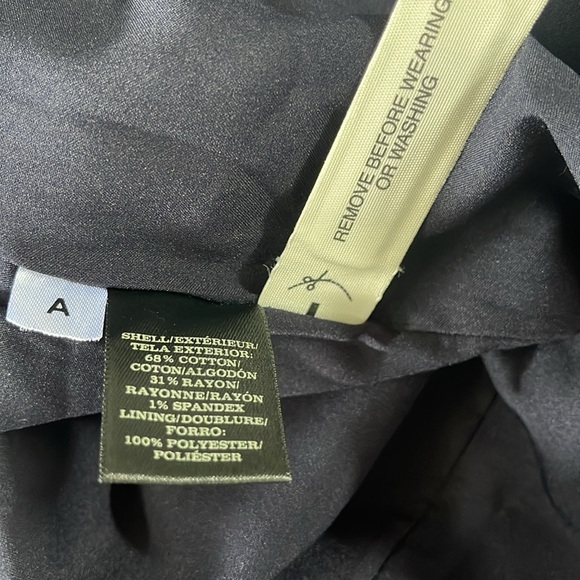 REMOVE BEFORE WEARING
OR WASHING
A
SHELL/EXTÉRIEUR/
TELA EXTERIOR:
68% COTTON/
COTON/ALGODÓN
31% RAYON/
RAYONNE/RAYÓN
1% SPANDEX
LINING/DOUBLURE/
FORRO:
100% POLYESTER/
POLIÉSTER